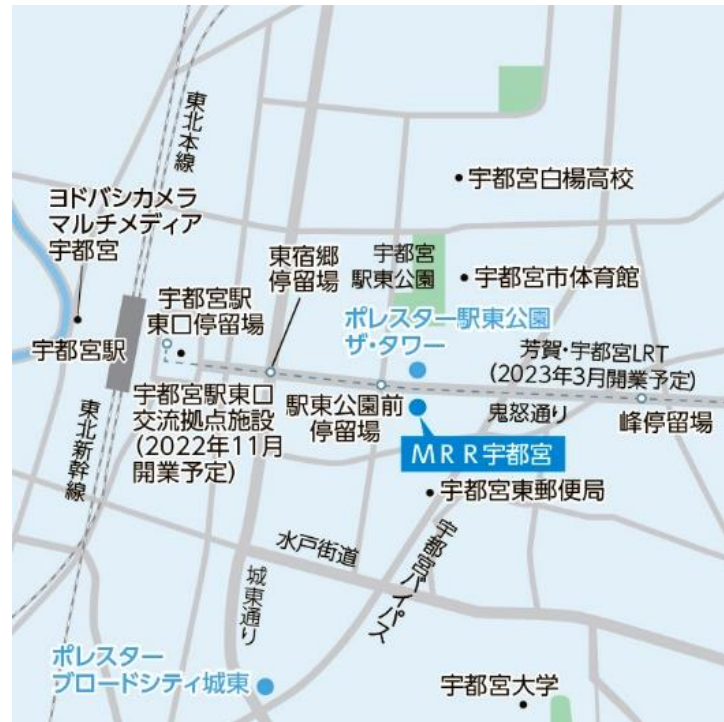 東北本線
ヨドバシカメラ
マルチメディア
宇都宮
宇都宮駅
宇都宮駅
東口停留場
東宿郷
停留場
宇都宮
駅東公園
宇都宮白楊高校
宇都宮市体育館
ポレスター駅東公園
ザ・タワー
芳賀・宇都宮LRT
(2023年3月開業予定)
宇都宮駅東口
交流拠点施設
(2022年11月
開業予定)
駅東公園前
停留場
鬼怒通り
峰停留場
MRR宇都宮
東北新幹線
宇都宮東郵便局
水戸街道
宇都宮バイパス
城東通り
ポレスター
ブロードシティ城東
宇都宮大学